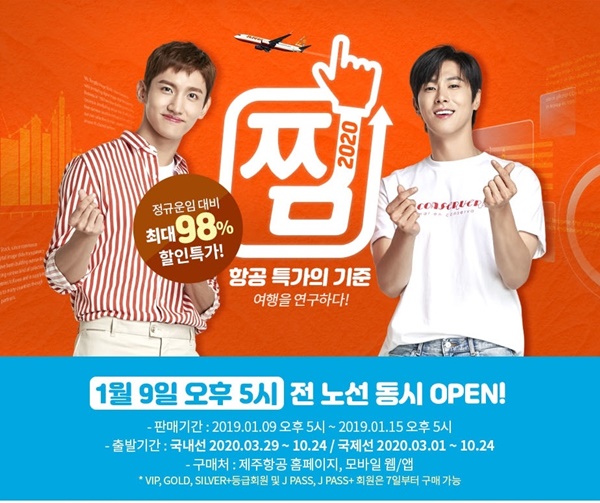 찜
2020
정규운임 대비
최대 98%
할인특가!
항공 특가의 기준
여행을 연구하다!
1월 9일 오후 5시 전 노선 동시 OPEN!
- 판매기간 : 2019.01.09 오후 5시 ~ 2019.01.15 오후 5시
- 출발기간 : 국내선 2020.03.29 ~ 10.24 / 국제선 2020.03.01 ~ 10.24
- 구매처 : 제주항공 홈페이지, 모바일 웹/앱
* VIP, GOLD, SILVER+등급회원 및 J PASS, J PASS+ 회원은 7일부터 구매 가능